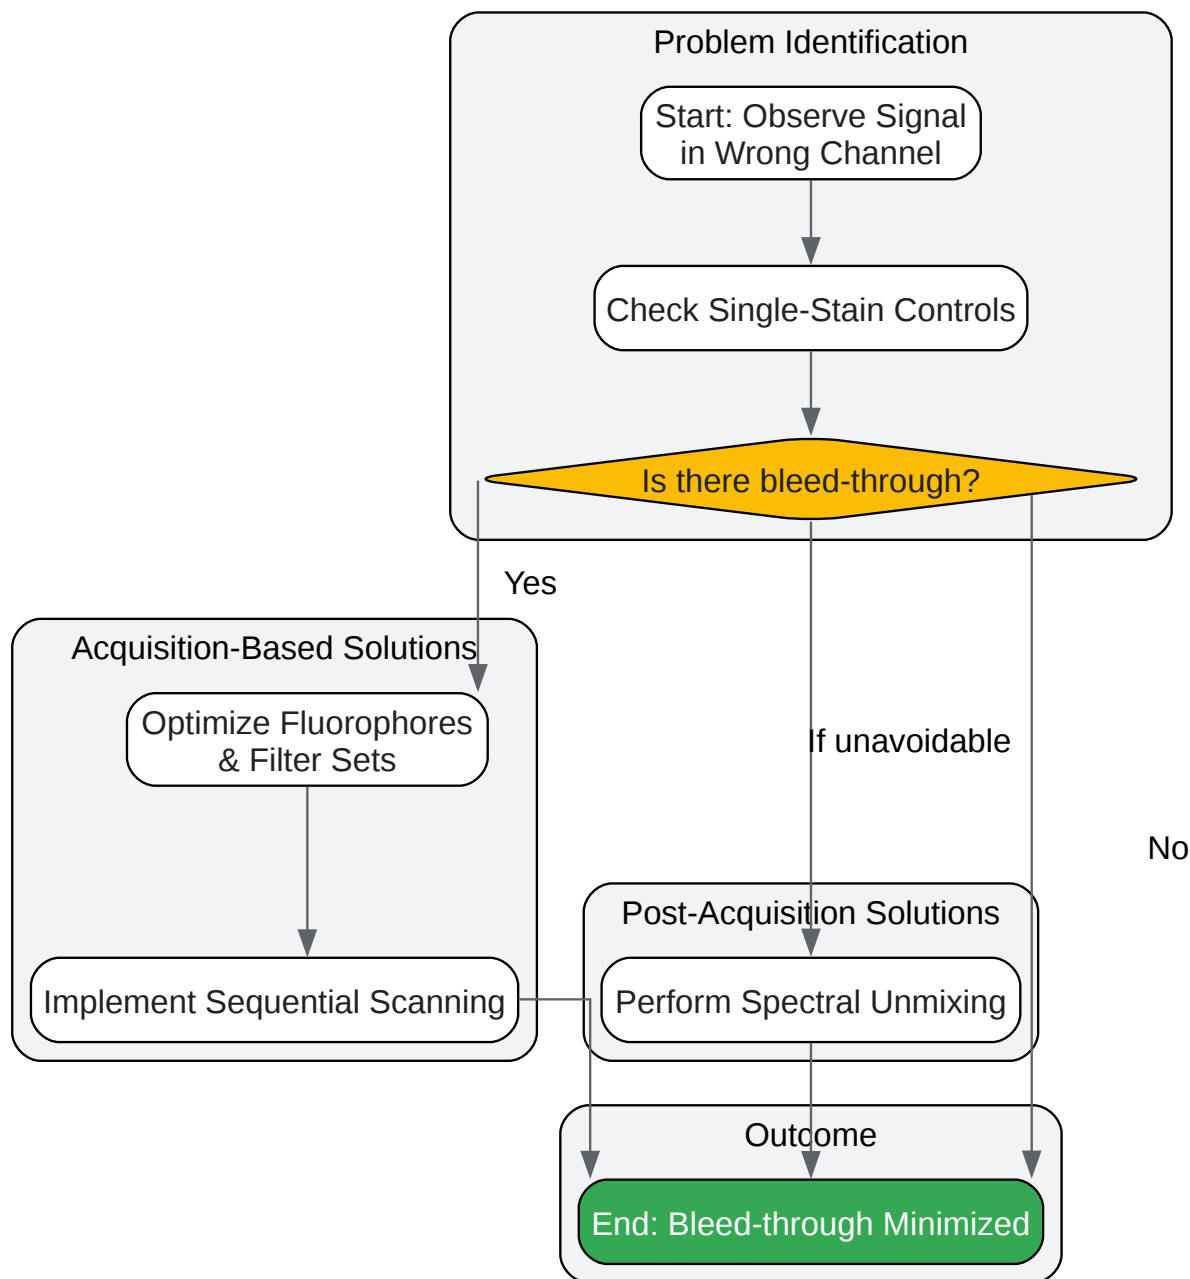 Problem Identification
Start: Observe Signal
in Wrong Channel
Check Single-Stain Controls
Is there bleed-through?
Yes
Acquisition-Based Solutions
Optimize Fluorophores
& Filter Sets
If unavoidable
No
Post-Acquisition Solutions
Implement Sequential Scanning
Perform Spectral Unmixing
Outcome
End: Bleed-through Minimized